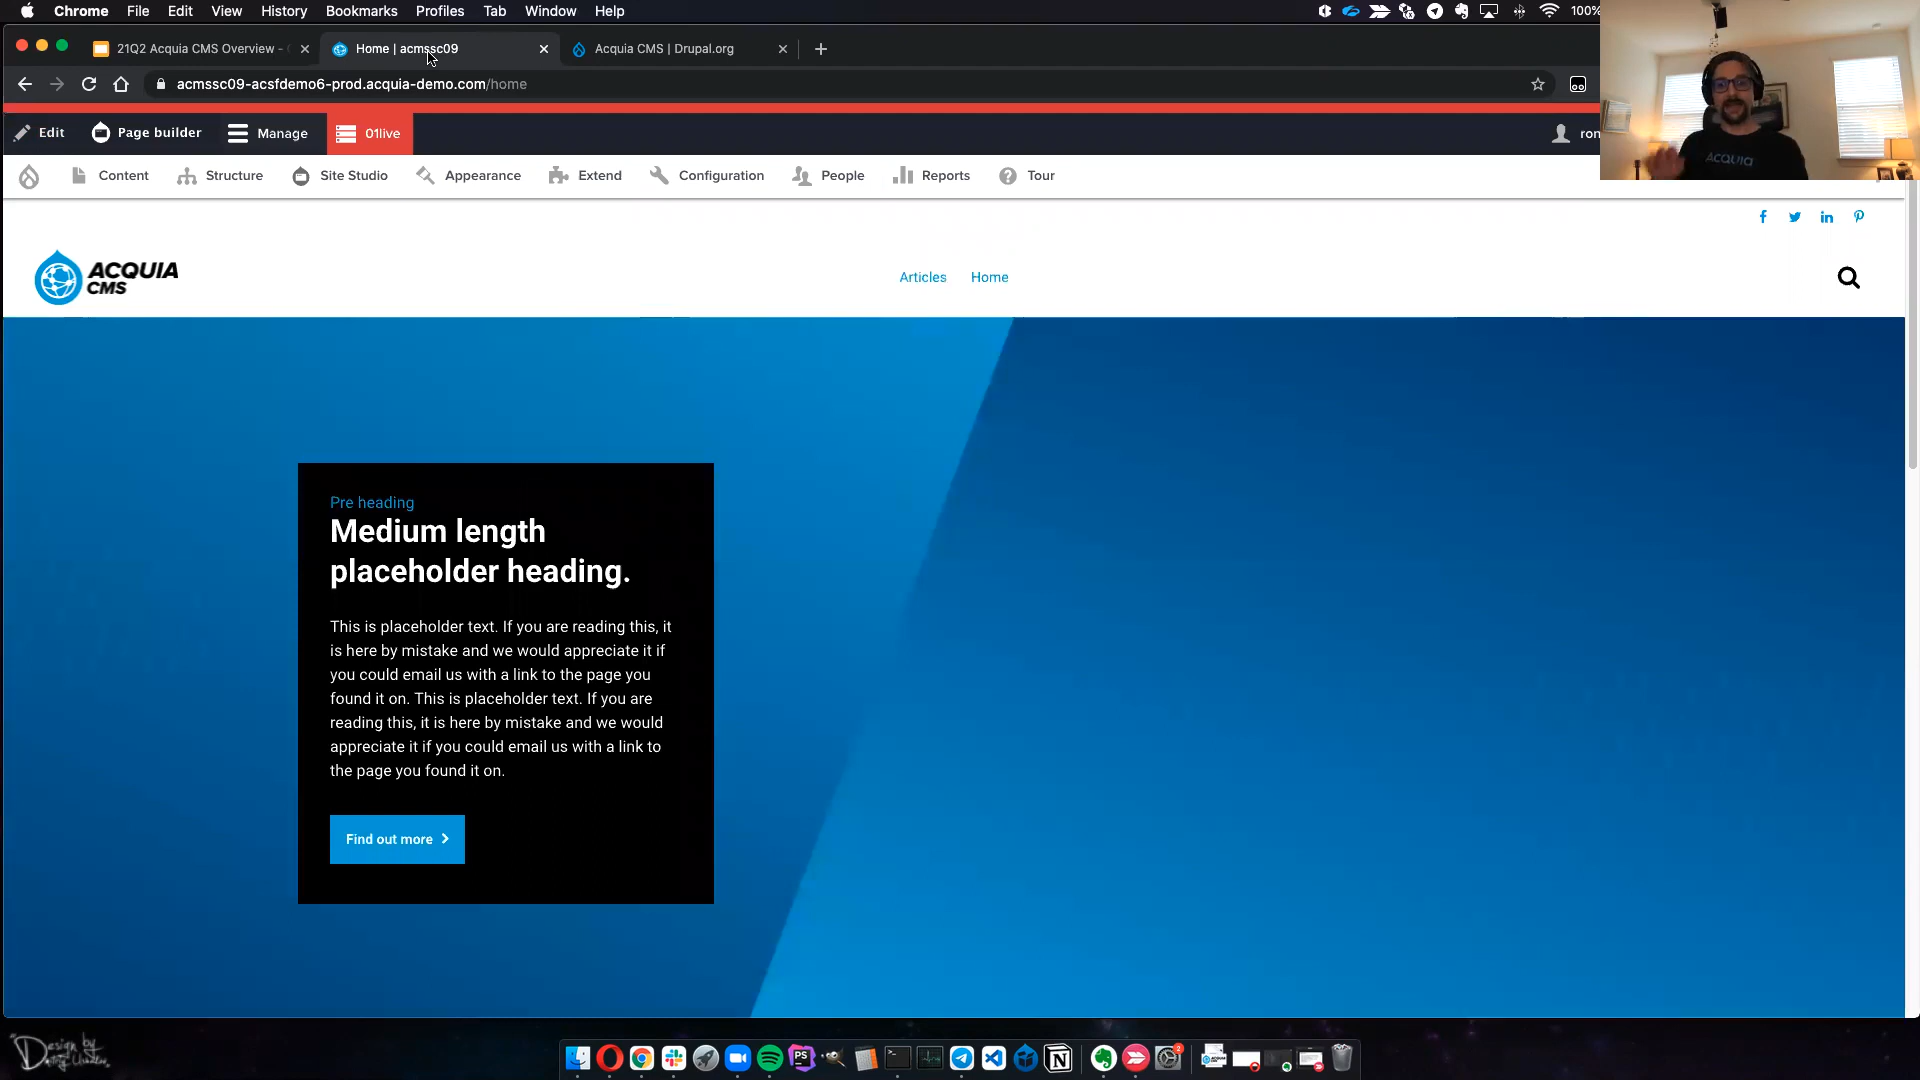 Chrome File Edit View History Bookmarks Profiles Tab Window Help 100%
21Q2 Acquia CMS Overview - Home | acmssc09 Acquia CMS | Drupal.org
acmssc09-acsfdemo6-prod.acquia-demo.com/home
Edit Page builder Manage 01live ron
Content Structure Site Studio Appearance Extend Configuration People Reports Tour
ACQUIA
CMS
Articles Home
Pre heading
Medium length
placeholder heading.
This is placeholder text. If you are reading this, it
is here by mistake and we would appreciate it if
you could email us with a link to the page you
found it on. This is placeholder text. If you are
reading this, it is here by mistake and we would
appreciate it if you could email us with a link to
the page you found it on.
Find out more
ACQUIA
Design by
PS
2